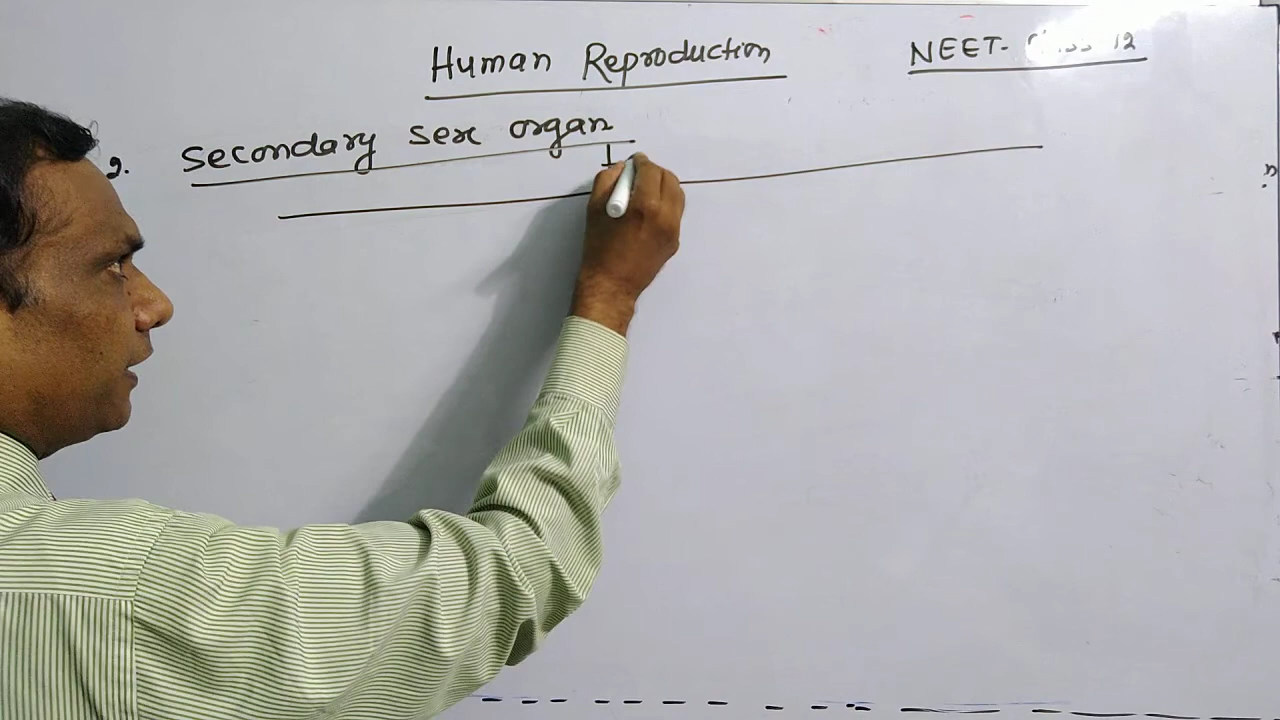 Human Reproduction
NEET- Class 12
2. Secondary sex organ